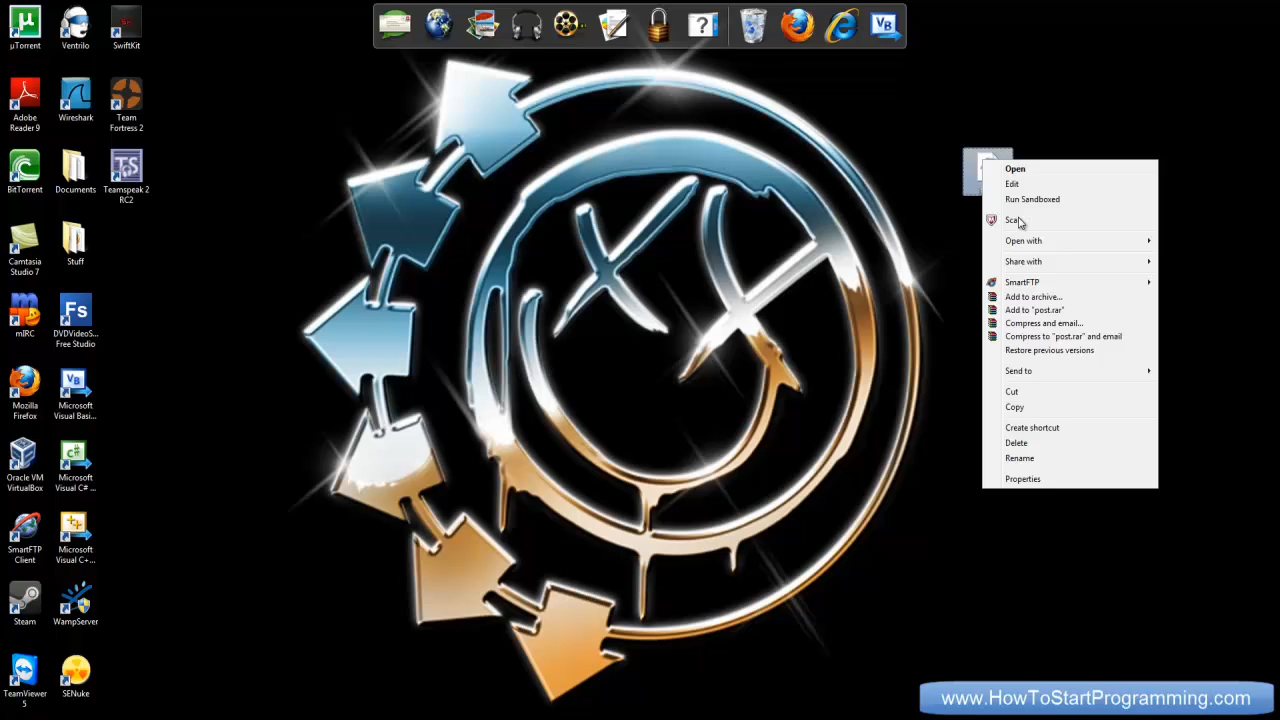 µTorrent
Ventrilo
SwiftKit
Adobe
Reader 9
Wireshark
Team
Fortress 2
BitTorrent
Documents
Teamspeak 2
RC2
Camtasia
Studio 7
Stuff
mIRC
DVDVideoS...
Free Studio
Mozilla
Firefox
Microsoft
Visual Basi...
Oracle VM
VirtualBox
Microsoft
Visual C# ...
SmartFTP
Client
Microsoft
Visual C+...
Steam
WampServer
TeamViewer
5
SENuke
Open
Edit
Run Sandboxed
Open with
Share with
SmartFTP
Add to archive...
Add to "post.rar"
Compress and email...
Compress to "post.rar" and email
Restore previous versions
Send to
Cut
Copy
Create shortcut
Delete
Rename
Properties
www.HowToStartProgramming.com